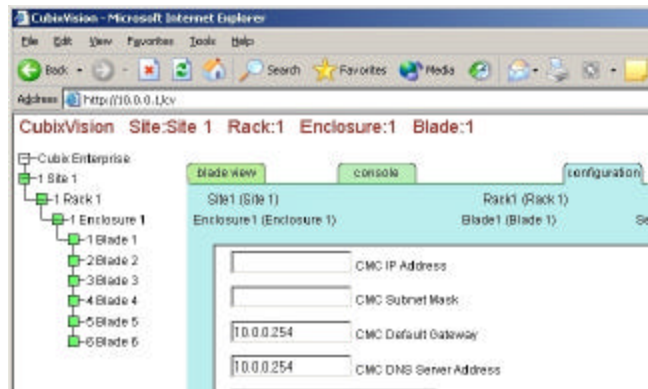 CubixVision - Microsoft Internet Explorer
File Edit View Favorites Tools Help
Back Search Favorites Media
Address http://10.0.0.1/cv
CubixVision Site:Site 1 Rack:1 Enclosure:1 Blade:1
Cubix Enterprise
1 Site 1
1 Rack 1
1 Enclosure 1
1 Blade 1
2 Blade 2
3 Blade 3
4 Blade 4
5 Blade 5
6 Blade 6
blade view console configuration
Site1 (Site 1) Rack1 (Rack 1)
Enclosure1 (Enclosure 1) Blade1 (Blade 1) Se
CMC IP Address
CMC Subnet Mask
10.0.0.254 CMC Default Gateway
10.0.0.254 CMC DNS Server Address